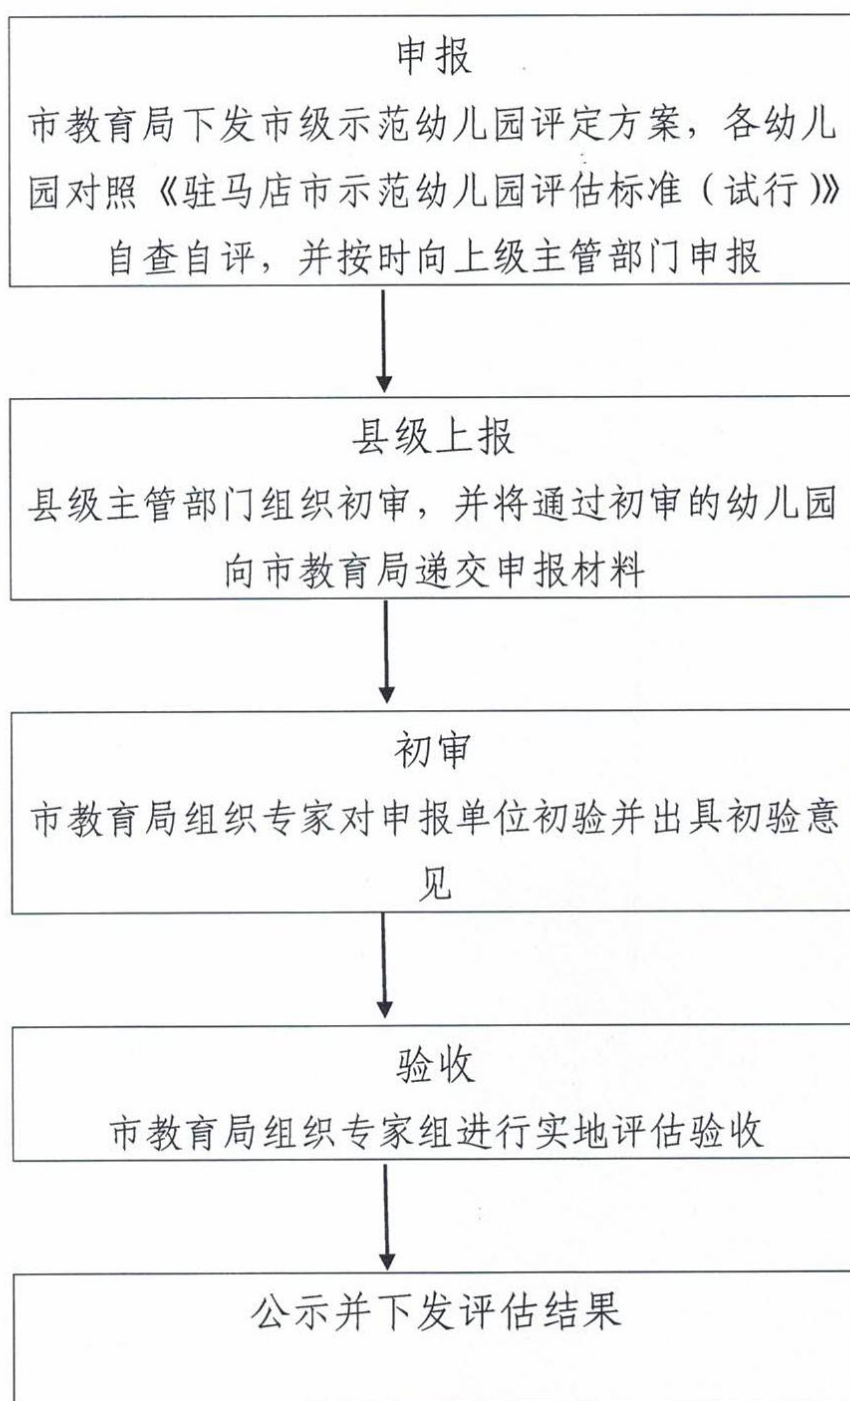 申报
市教育局下发市级示范幼儿园评定方案，各幼儿
园对照《驻马店市示范幼儿园评估标准（试行）》
自查自评，并按时向上级主管部门申报
县级上报
县级主管部门组织初审，并将通过初审的幼儿园
向市教育局递交申报材料
初审
市教育局组织专家对申报单位初验并出具初验意
见
验收
市教育局组织专家组进行实地评估验收
公示并下发评估结果